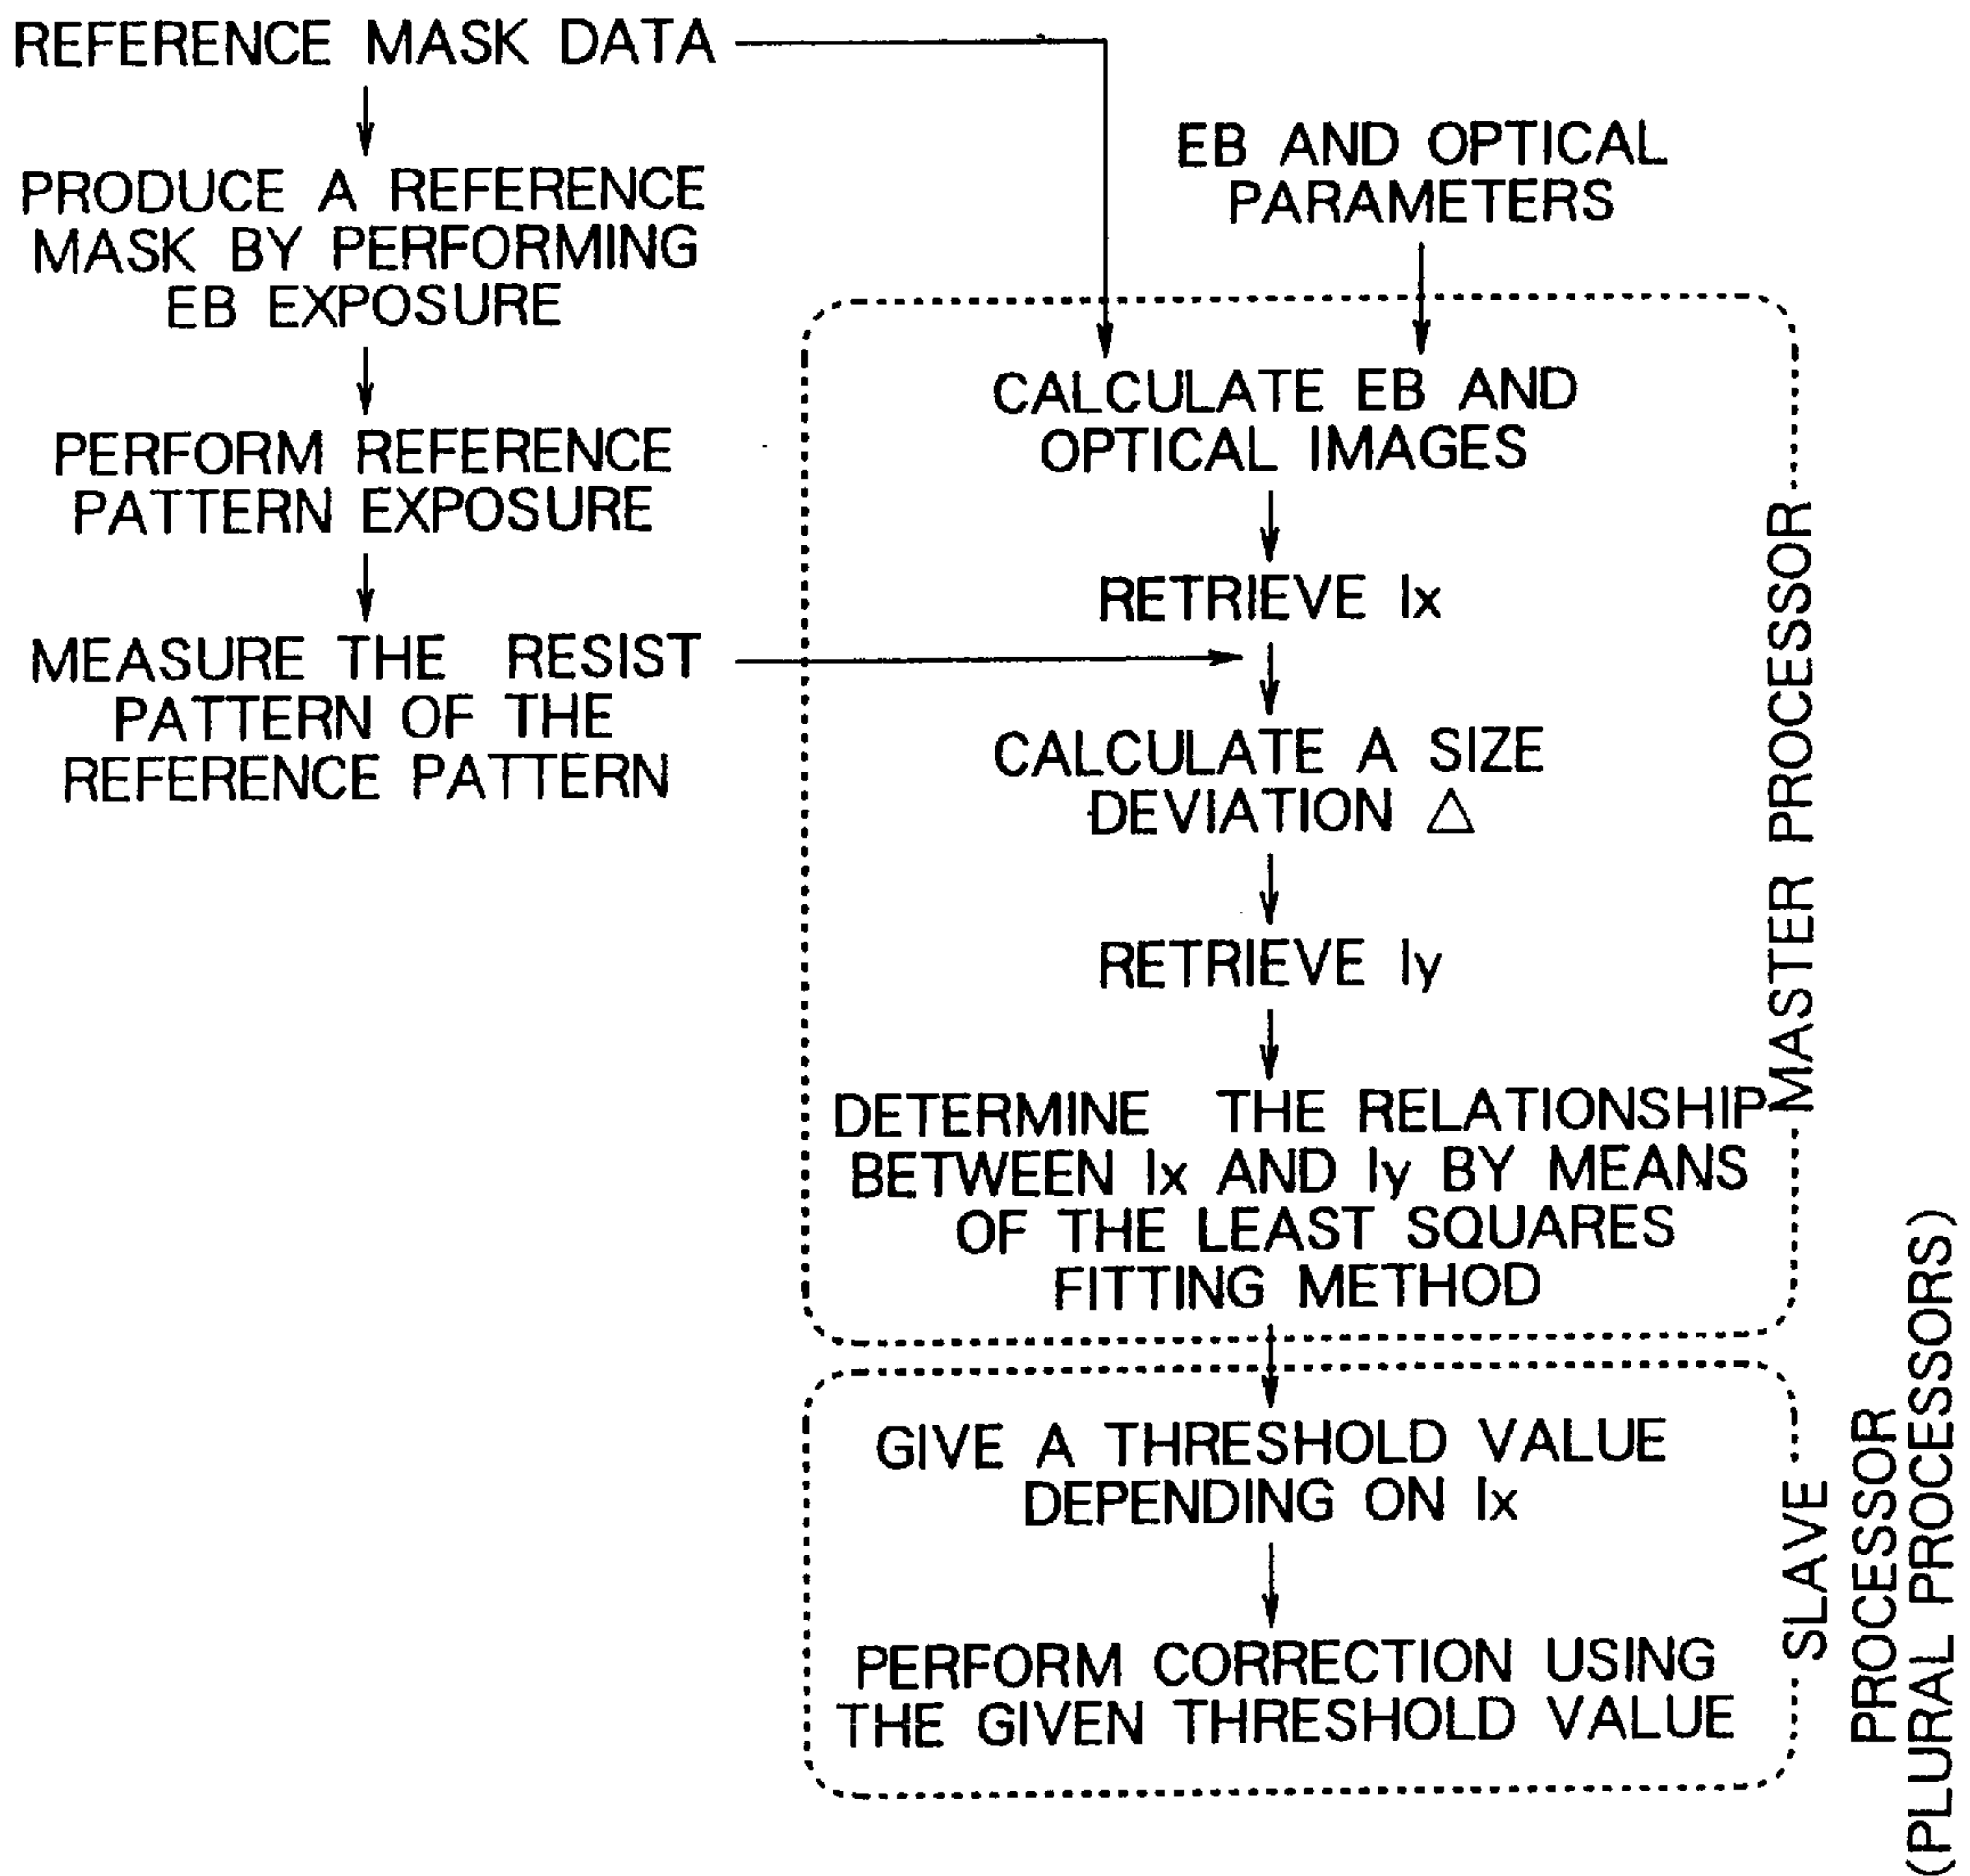 REFERENCE MASK DATA
PRODUCE A REFERENCE
MASK BY PERFORMING
EB EXPOSURE
PERFORM REFERENCE
PATTERN EXPOSURE
MEASURE THE RESIST
PATTERN OF THE
REFERENCE PATTERN
EB AND OPTICAL
PARAMETERS
CALCULATE EB AND
OPTICAL IMAGES
RETRIEVE Ix
CALCULATE A SIZE
DEVIATION △
RETRIEVE Iy
DETERMINE THE RELATIONSHIP
BETWEEN Ix AND Iy BY MEANS
OF THE LEAST SQUARES
FITTING METHOD
MASTER PROCESSOR
GIVE A THRESHOLD VALUE
DEPENDING ON Ix
PERFORM CORRECTION USING
THE GIVEN THRESHOLD VALUE
SLAVE
PROCESSOR
(PLURAL PROCESSORS)